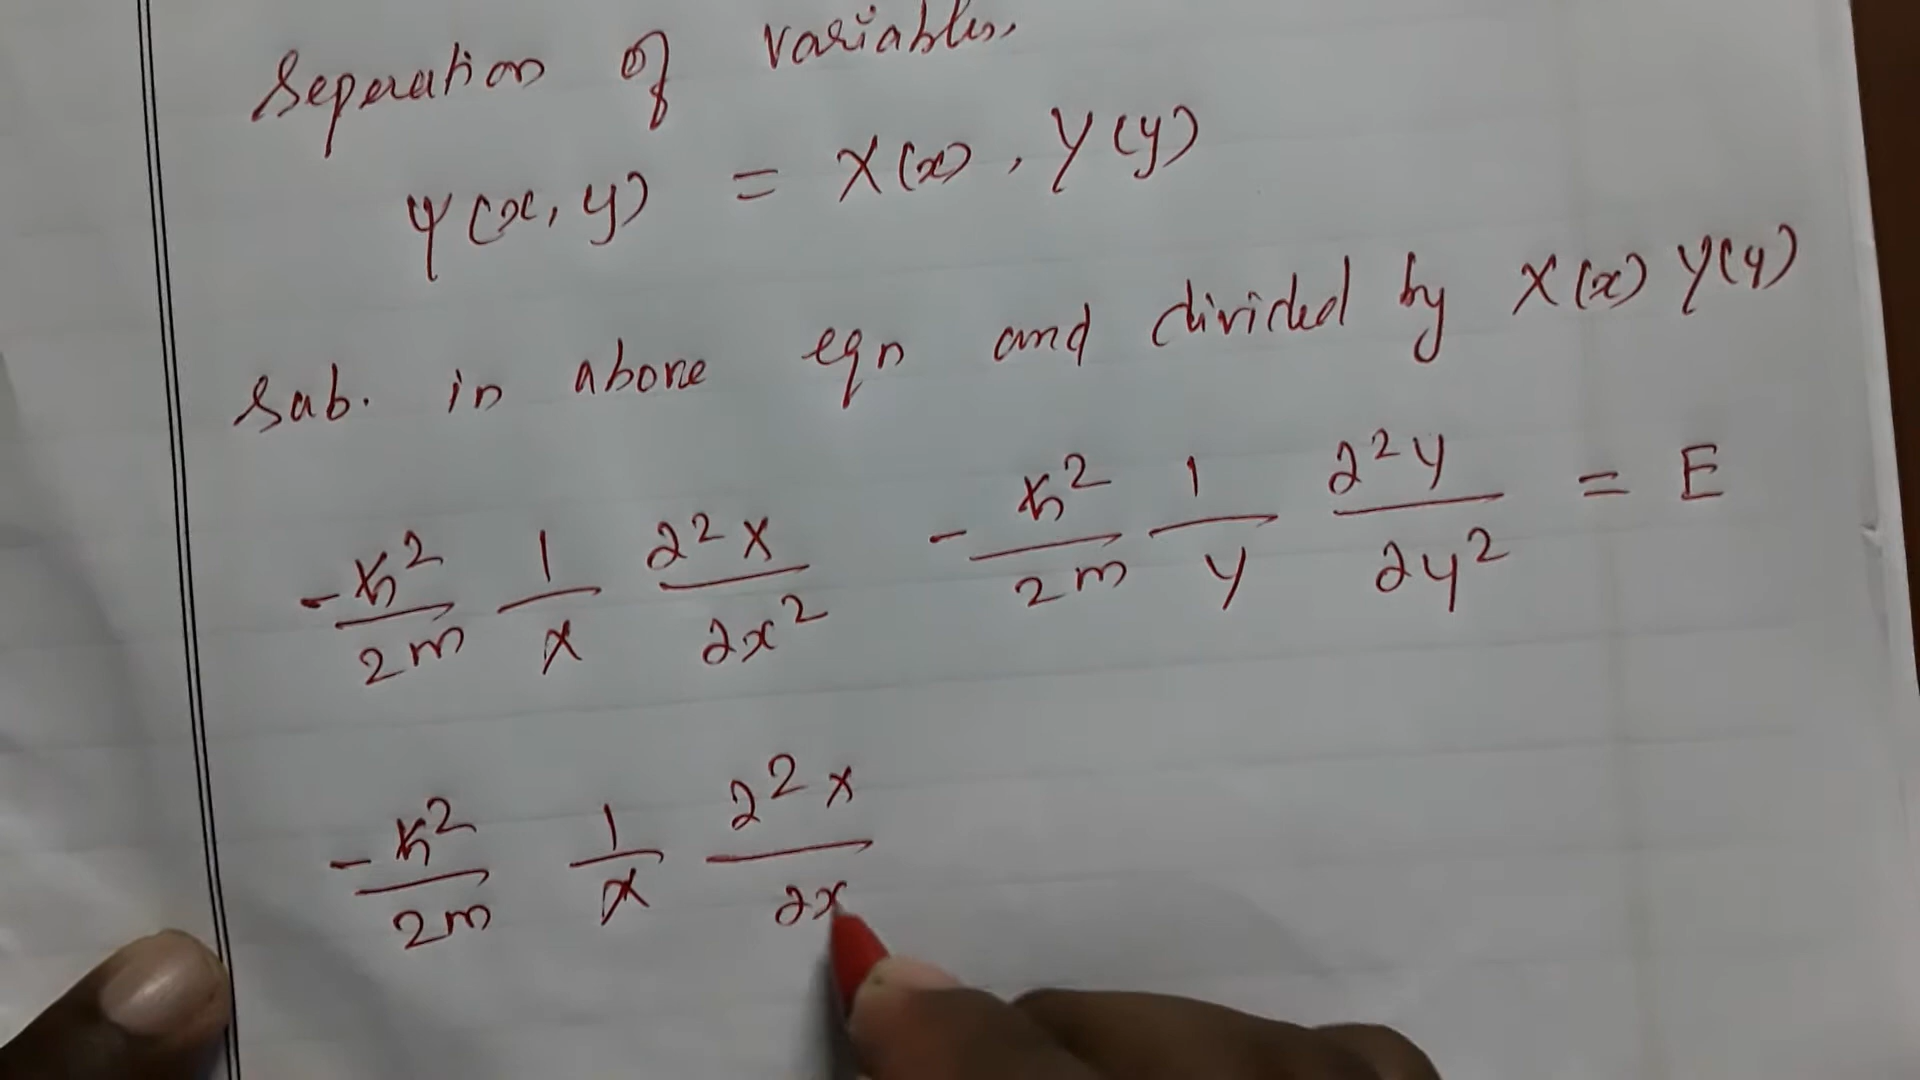 Seperation of variables.
ψ(x, y) = X(x) . Y(y)
Sub. in above eqn and divided by X(x) Y(y)
-ħ²/2m 1/X ∂²X/∂x² - ħ²/2m 1/Y ∂²Y/∂y² = E
-ħ²/2m 1/X ∂²X/∂x